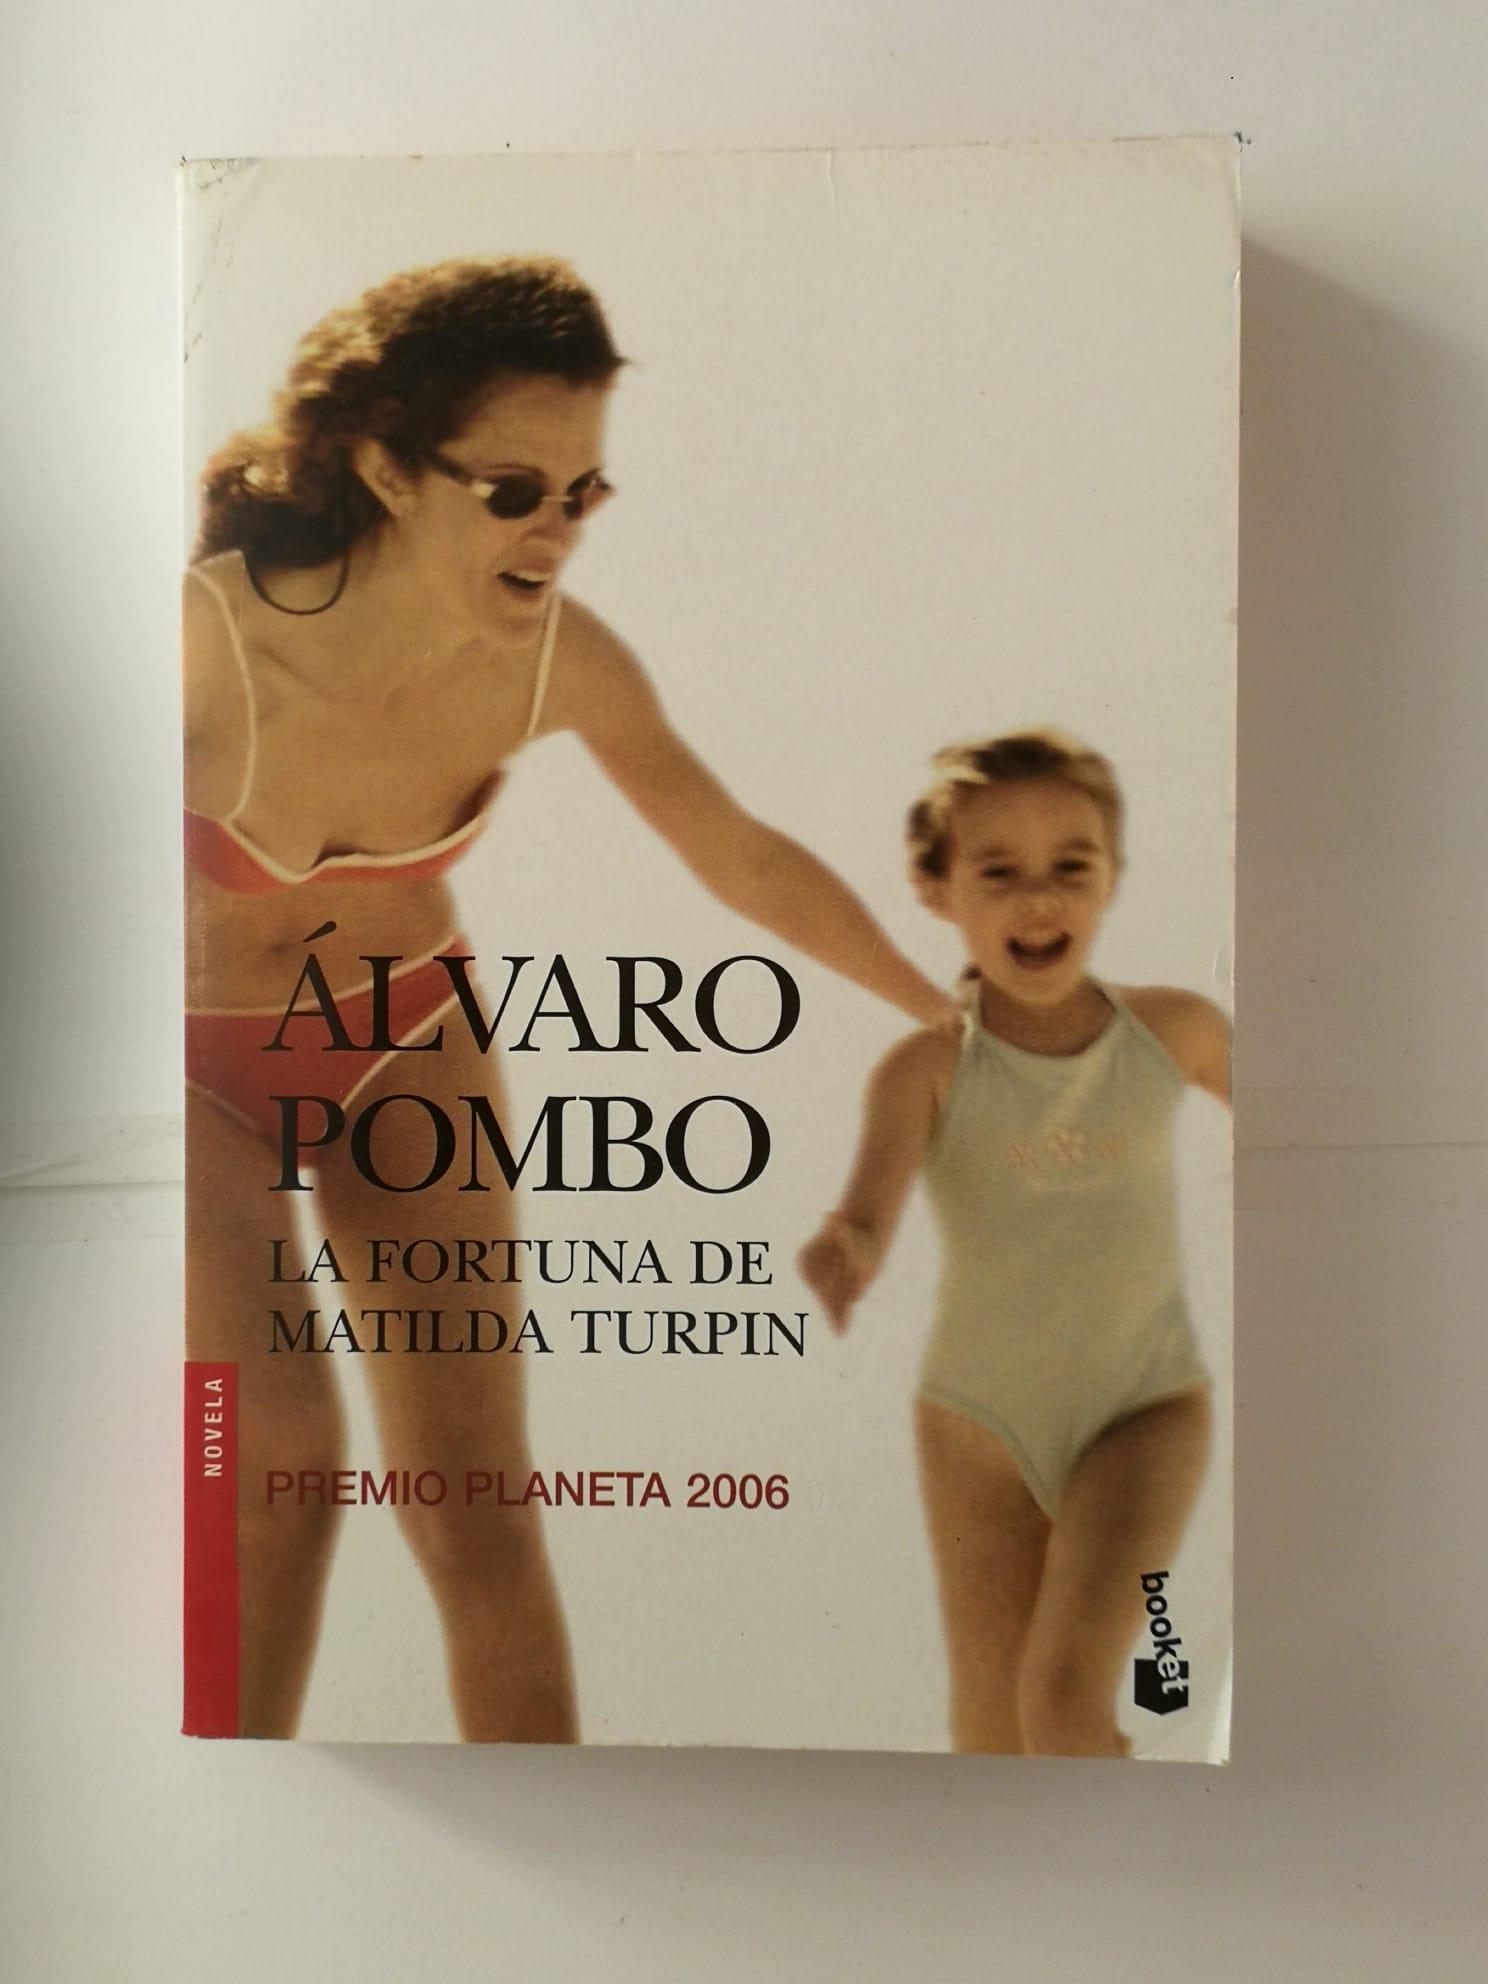 ÁLVARO
POMBO
LA FORTUNA DE
MATILDA TURPIN
NOVELA
PREMIO PLANETA 2006
booket